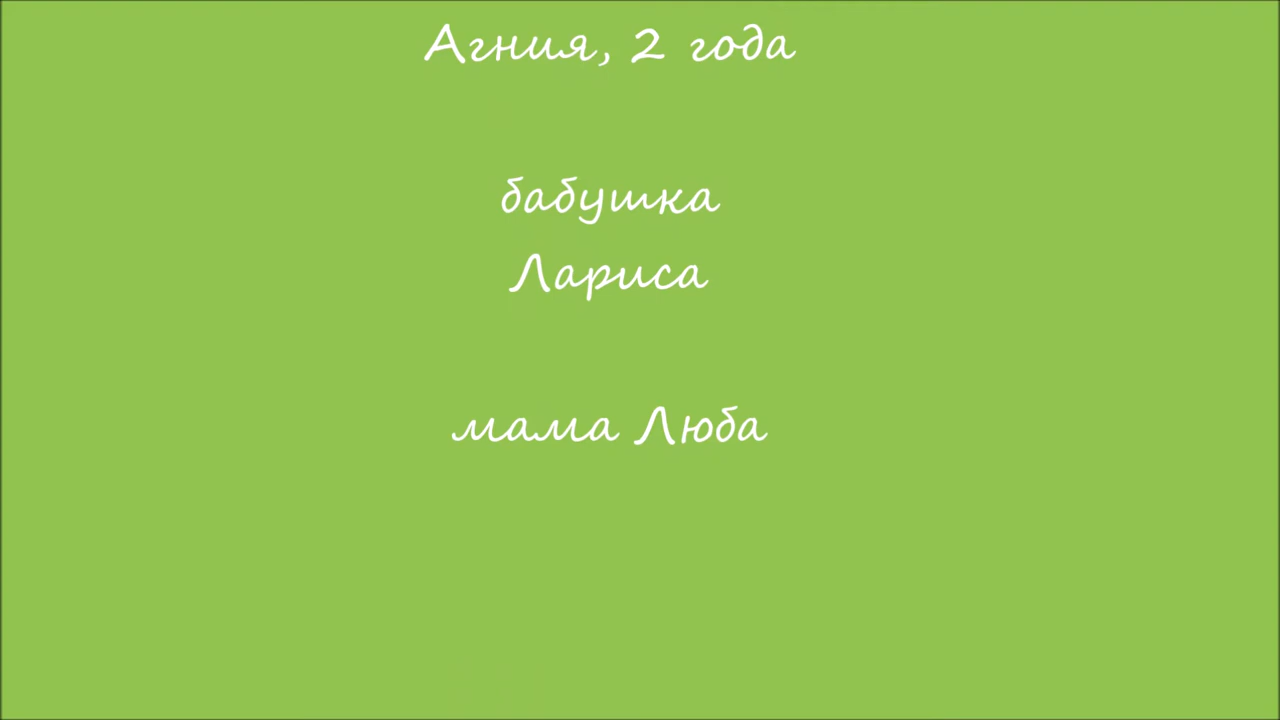 Агния, 2 года
бабушка
Лариса
мама Люба